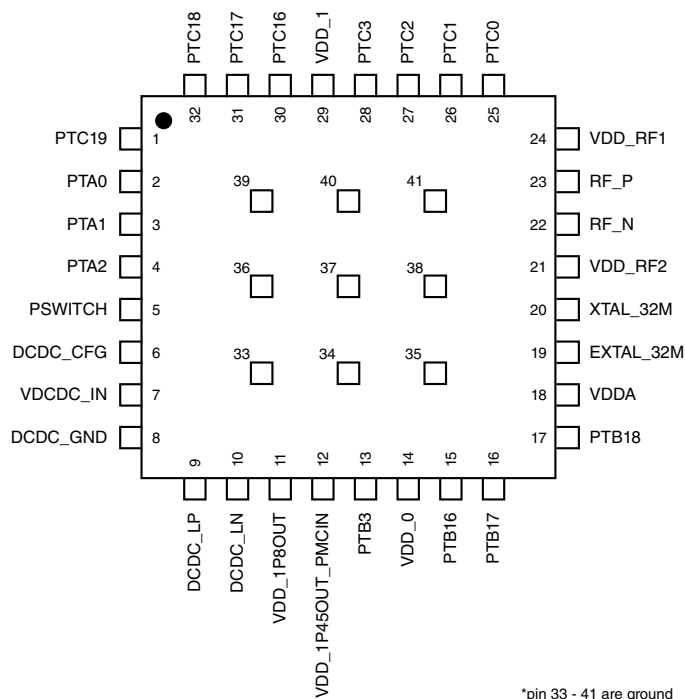 PTC18
PTC17
PTC16
VDD_1
PTC3
PTC2
PTC1
PTC0
32
31
30
29
28
27
26
25
PTC19 1
PTA0 2
PTA1 3
PTA2 4
PSWITCH 5
DCDC_CFG 6
VDCDC_IN 7
DCDC_GND 8
39
40
41
36
37
38
33
34
35
24 VDD_RF1
23 RF_P
22 RF_N
21 VDD_RF2
20 XTAL_32M
19 EXTAL_32M
18 VDDA
17 PTB18
9
10
11
12
13
14
15
16
DCDC_LP
DCDC_LN
VDD_1P8OUT
VDD_1P45OUT_PMCIN
PTB3
VDD_0
PTB16
PTB17
*pin 33 - 41 are ground